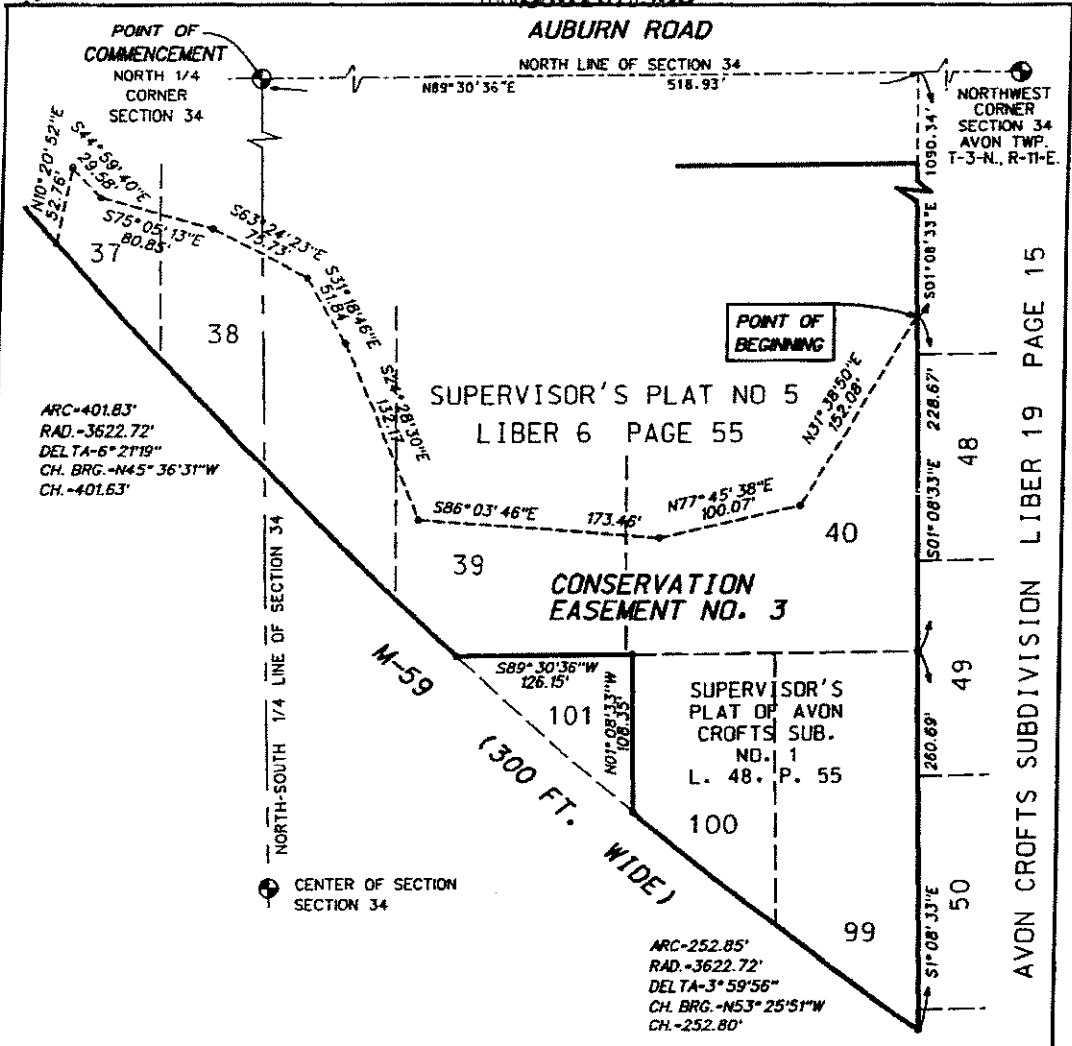 AUBURN ROAD
POINT OF
COMMENCEMENT
NORTH 1/4
CORNER
SECTION 34
NORTH LINE OF SECTION 34
N89°30'36"E 518.93'
NORTHWEST
CORNER
SECTION 34
AVON TWP.
T-3-N., R-11-E.
S01°08'33"E 1090.34'
N10°20'52"E
52.76'
S44°59'40"E
29.58'
S75°05'13"E
80.85'
S63°24'23"E
75.73'
S31°18'46"E
51.84
S24°28'30"E
132.17'
37
38
POINT OF
BEGINNING
SUPERVISOR'S PLAT NO 5
LIBER 6 PAGE 55
N31°38'50"E
152.08'
ARC=401.83'
RAD.=3622.72'
DELTA=6°21'19"
CH. BRG.=N45°36'31"W
CH.=401.63'
S01°08'33"E 228.67'
48
S86°03'46"E 173.46'
N77°45'38"E
100.07'
39
40
CONSERVATION
EASEMENT NO. 3
NORTH-SOUTH 1/4 LINE OF SECTION 34
M-59
(300 FT. WIDE)
S89°30'36"W
126.15'
101
N01°08'33"W
108.35'
SUPERVISOR'S
PLAT OF AVON
CROFTS SUB.
NO. 1
L. 48. P. 55
260.69'
49
100
99
50
S1°08'33"E
AVON CROFTS SUBDIVISION LIBER 19 PAGE 15
CENTER OF SECTION
SECTION 34
ARC=252.85'
RAD.=3622.72'
DELTA=3°59'56"
CH. BRG.=N53°25'51"W
CH.=252.80'